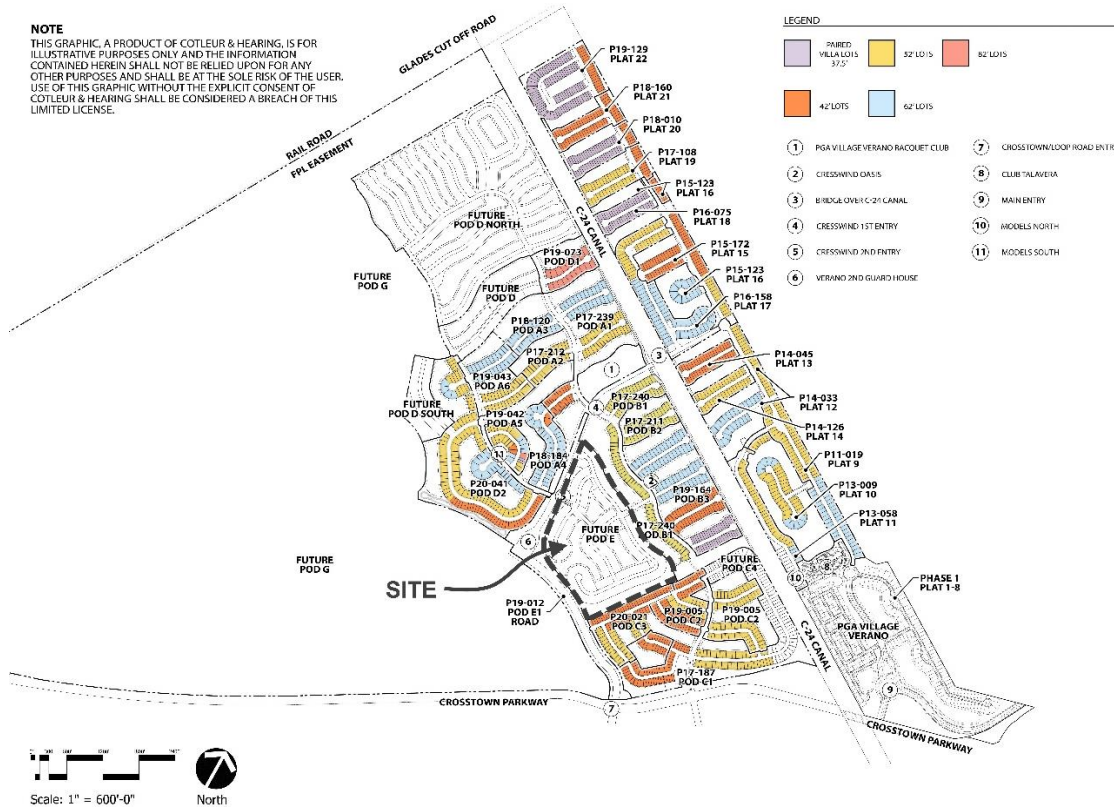 NOTE
THIS GRAPHIC, A PRODUCT OF COTLEUR & HEARING, IS FOR
ILLUSTRATIVE PURPOSES ONLY AND THE INFORMATION
CONTAINED HEREIN SHALL NOT BE RELIED UPON FOR ANY
OTHER PURPOSES AND SHALL BE AT THE SOLE RISK OF THE USER.
USE OF THIS GRAPHIC WITHOUT THE EXPLICIT CONSENT OF
COTLEUR & HEARING SHALL BE CONSIDERED A BREACH OF THIS
LIMITED LICENSE.
GLADES CUT OFF ROAD
RAIL ROAD
FPL EASEMENT
LEGEND
PAIRED
VILLA LOTS
37.5"
52' LOTS
82' LOTS
42' LOTS
62' LOTS
1 PGA VILLAGE VERANO RACQUET CLUB
2 CRESSWIND OASIS
3 BRIDGE OVER C-24 CANAL
4 CRESSWIND 1ST ENTRY
5 CRESSWIND 2ND ENTRY
6 VERANO 2ND GUARD HOUSE
7 CROSSTOWN/LOOP ROAD ENTR
8 CLUB TALAVERA
9 MAIN ENTRY
10 MODELS NORTH
11 MODELS SOUTH
P19-129
PLAT 22
P18-160
PLAT 21
P18-010
PLAT 20
P17-108
PLAT 19
P15-123
PLAT 16
P16-075
PLAT 18
P15-172
PLAT 15
P15-123
PLAT 16
P16-158
PLAT 17
P14-045
PLAT 13
P14-033
PLAT 12
P14-126
PLAT 14
P11-019
PLAT 9
P13-009
PLAT 10
P13-058
PLAT 11
PHASE 1
PLAT 1-8
PGA VILLAGE
VERANO
C-24 CANAL
C-24 CANAL
FUTURE
POD D NORTH
FUTURE
POD G
FUTURE
POD D
P19-073
POD D1
P18-120
POD A3
P17-239
POD A1
P17-212
POD A2
P19-043
POD A6
FUTURE
POD D SOUTH
P19-042
POD A5
P18-184
POD A4
P20-041
POD D2
1
3
4
2
11
6
8
10
9
7
P17-240
POD B1
P17-211
POD B2
P19-164
POD B3
P17-240
POD B1
FUTURE
POD E
FUTURE
POD C4
SITE
FUTURE
POD G
P19-012
POD E1
ROAD
P20-021
POD C3
P19-005
POD C2
P19-005
POD C2
P17-187
POD C1
CROSSTOWN PARKWAY
CROSSTOWN PARKWAY
Scale: 1" = 600'-0"
North